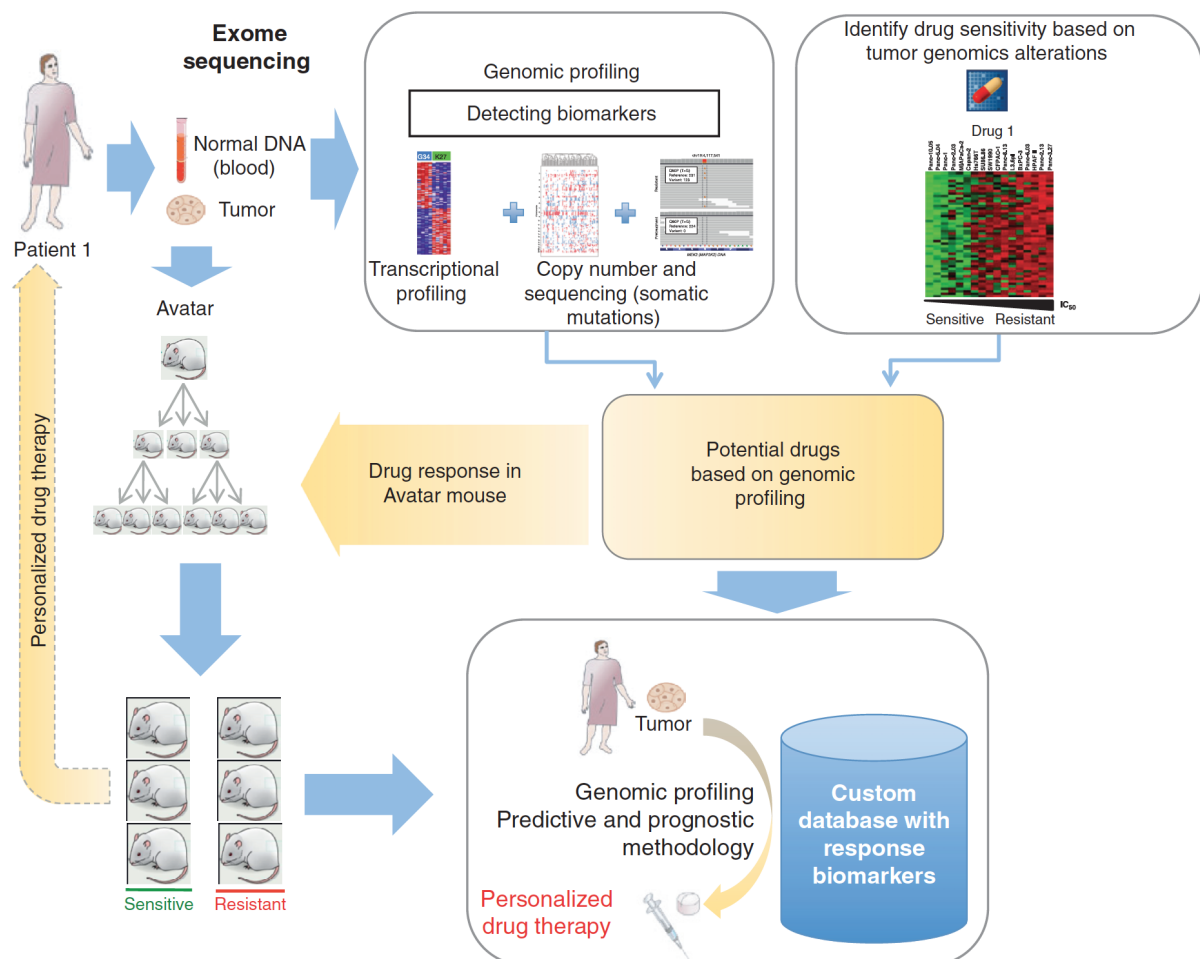 Exome
sequencing
Normal DNA
(blood)
Tumor
Patient 1
Genomic profiling
Detecting biomarkers
G34 K27
Transcriptional
profiling
Copy number and
sequencing (somatic
mutations)
Identify drug sensitivity based on
tumor genomics alterations
Drug 1
IC50
Sensitive Resistant
Avatar
Personalized drug therapy
Drug response in
Avatar mouse
Potential drugs
based on genomic
profiling
Sensitive
Resistant
Tumor
Genomic profiling
Predictive and prognostic
methodology
Personalized
drug therapy
Custom
database with
response
biomarkers